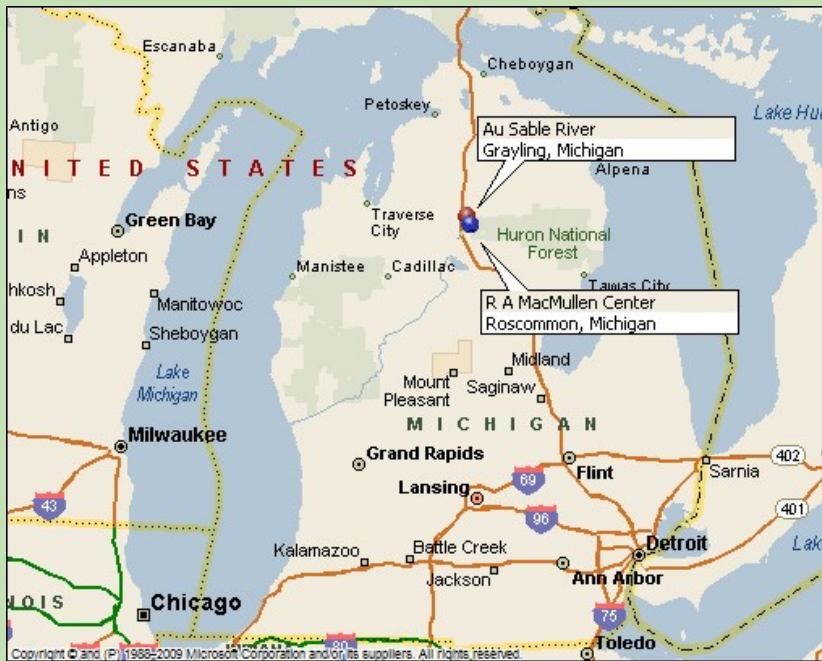 Escanaba
Cheboygan
Petoskey
Lake Hu
Antigo
Au Sable River
Grayling, Michigan
NITED STATES
Alpena
ns
Traverse
City
Green Bay
IN
Huron National
Forest
Appleton
Manistee
Cadillac
Tawas City
hkosh
Manitowoc
R A MacMullen Center
Roscommon, Michigan
du Lac
Sheboygan
Lake
Michigan
Midland
Mount
Pleasant
Saginaw
MICHIGAN
Milwaukee
Grand Rapids
Flint
Sarnia
402
69
Lansing
43
96
401
Detroit
Lake
Kalamazoo
Battle Creek
Jackson
Ann Arbor
NOIS
Chicago
75
80
Toledo
Copyright © and (P) 1988–2009 Microsoft Corporation and/or its suppliers. All rights reserved.